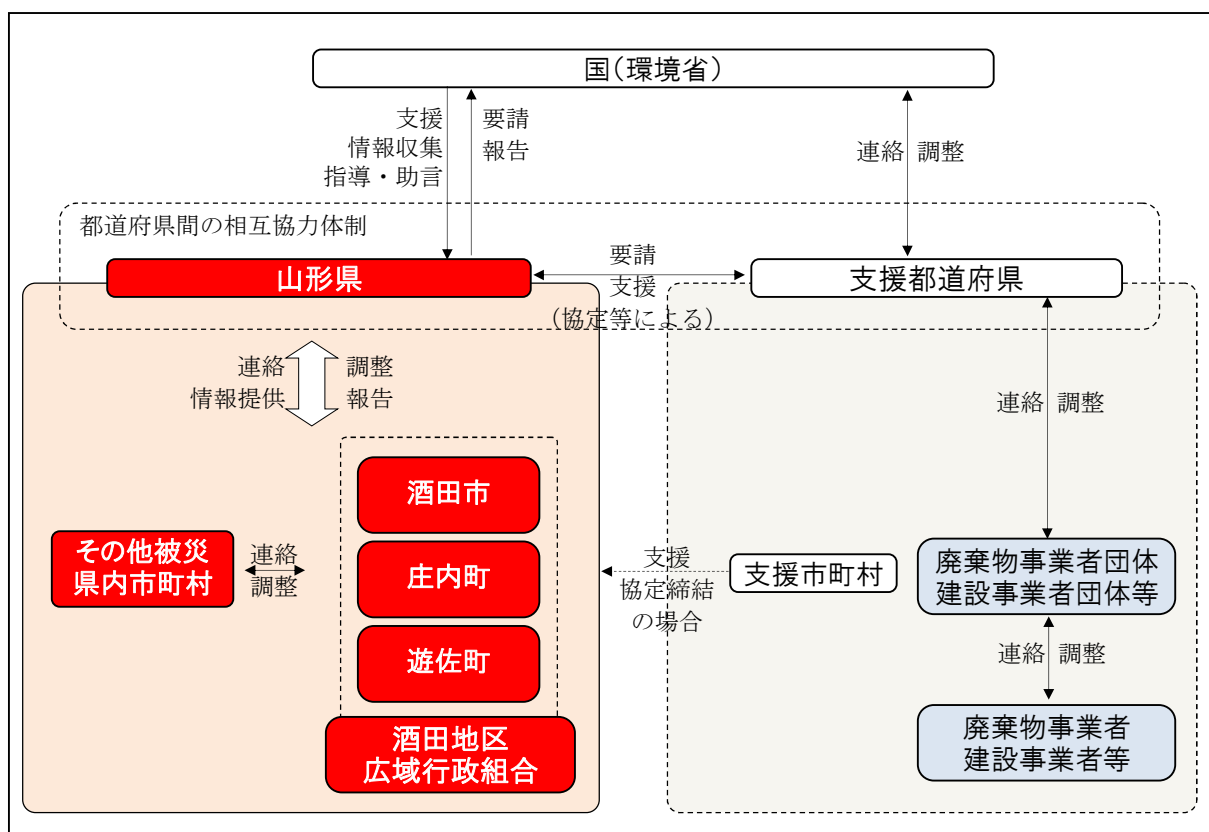 国(環境省)
支援
情報収集
指導・助言
要請
報告
連絡 調整
都道府県間の相互協力体制
山形県
要請
支援
(協定等による)
支援都道府県
連絡
情報提供
調整
報告
連絡 調整
酒田市
庄内町
遊佐町
酒田地区
広域行政組合
その他被災
県内市町村
連絡
調整
支援
協定締結
の場合
支援市町村
廃棄物事業者団体
建設事業者団体等
連絡 調整
廃棄物事業者
建設事業者等